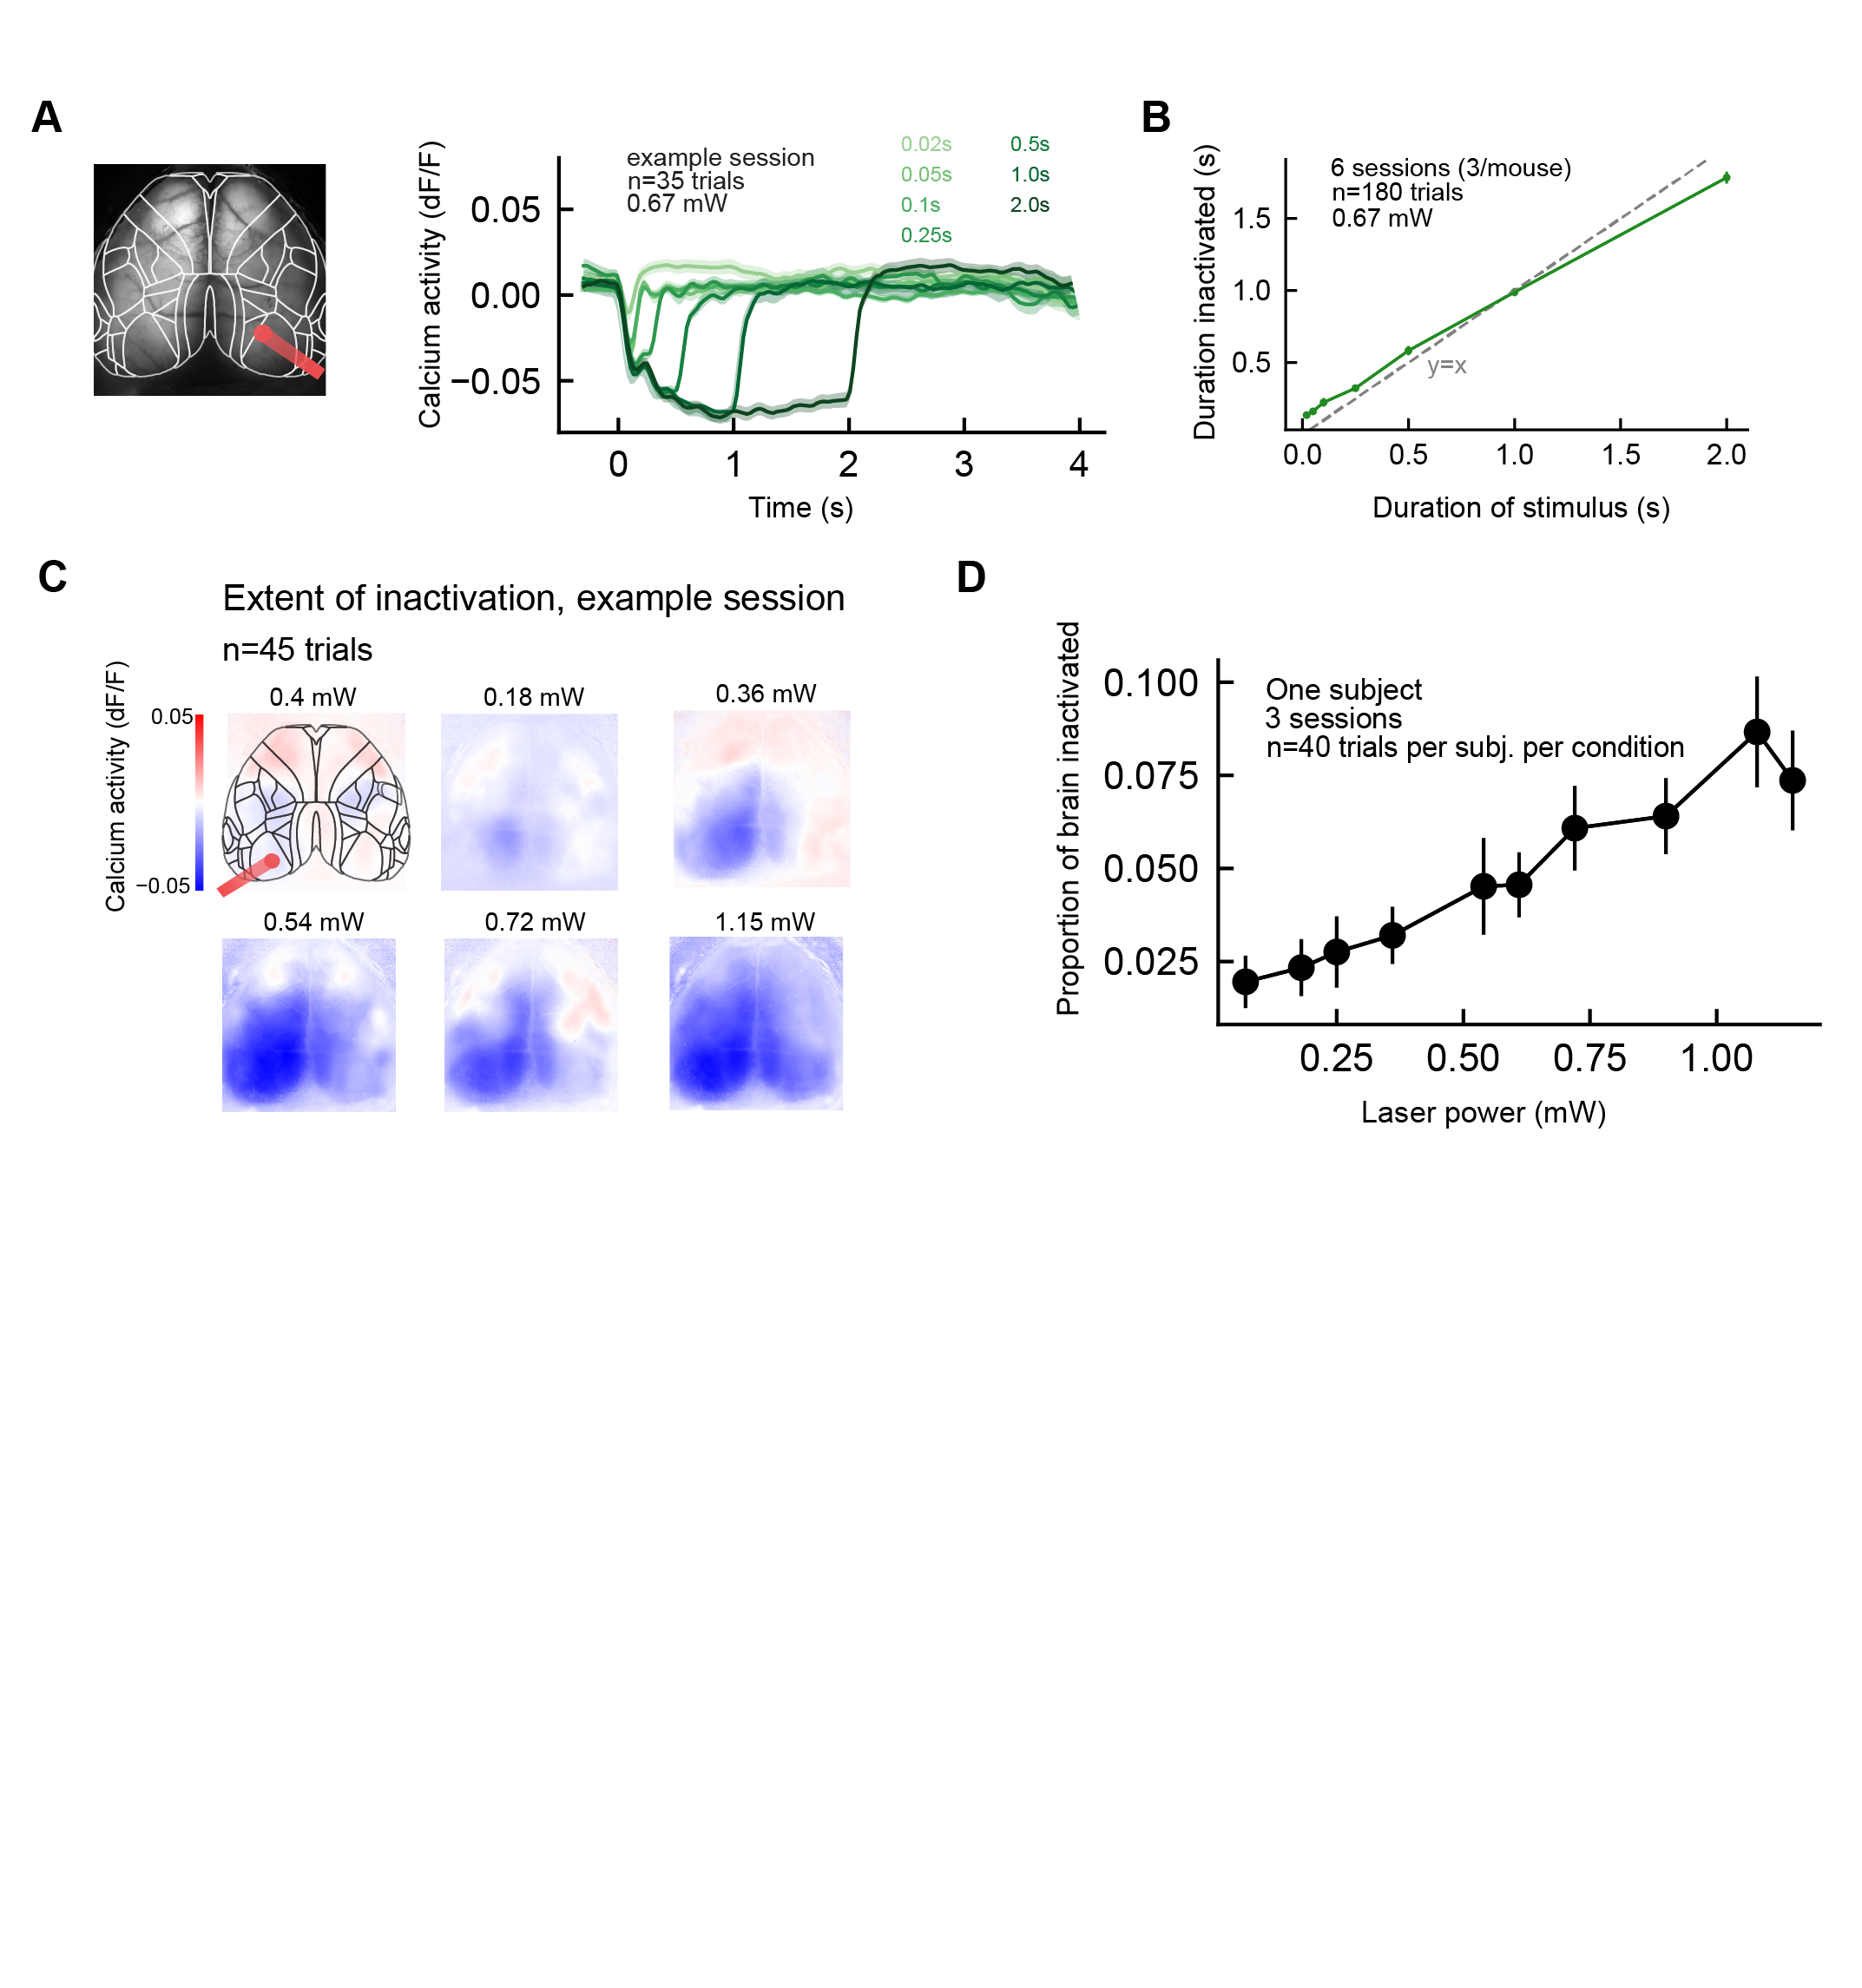 A
example session
n=35 trials
0.67 mW
0.02s
0.05s
0.1s
0.25s
0.5s
1.0s
2.0s
Calcium activity (dF/F)
0.05
0.00
−0.05
0 1 2 3 4
Time (s)
B
6 sessions (3/mouse)
n=180 trials
0.67 mW
Duration inactivated (s)
1.5
1.0
0.5
y=x
0.0 0.5 1.0 1.5 2.0
Duration of stimulus (s)
C
Extent of inactivation, example session
n=45 trials
Calcium activity (dF/F)
0.05
−0.05
0.4 mW 0.18 mW 0.36 mW
0.54 mW 0.72 mW 1.15 mW
D
One subject
3 sessions
n=40 trials per subj. per condition
Proportion of brain inactivated
0.100
0.075
0.050
0.025
0.25 0.50 0.75 1.00
Laser power (mW)